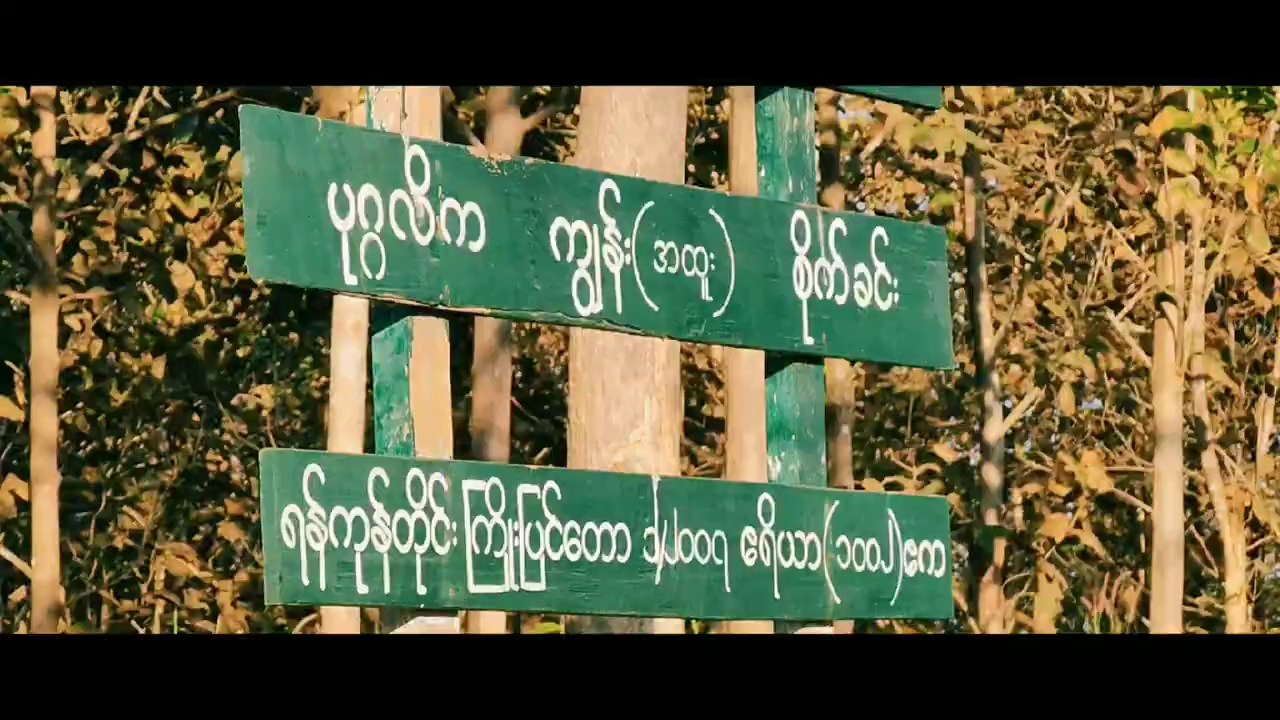 ပုဂ္ဂလိက ကျွန်း(အထူး) စိုက်ခင်း
ရန်ကုန်တိုင်း ကြိုးပြင်တော ၁/၂၀၀၇ ဧရိယာ(၁၀၀၂)ဧက